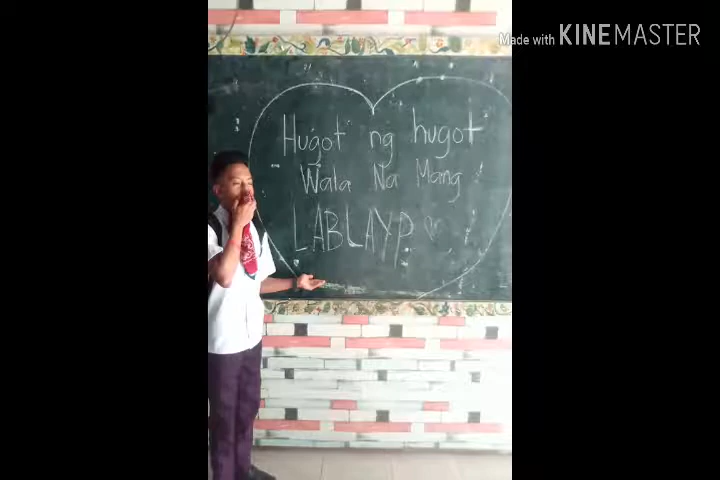 Made with KINEMASTER
Hugot ng hugot
Wala Na Mang
LABLAYP